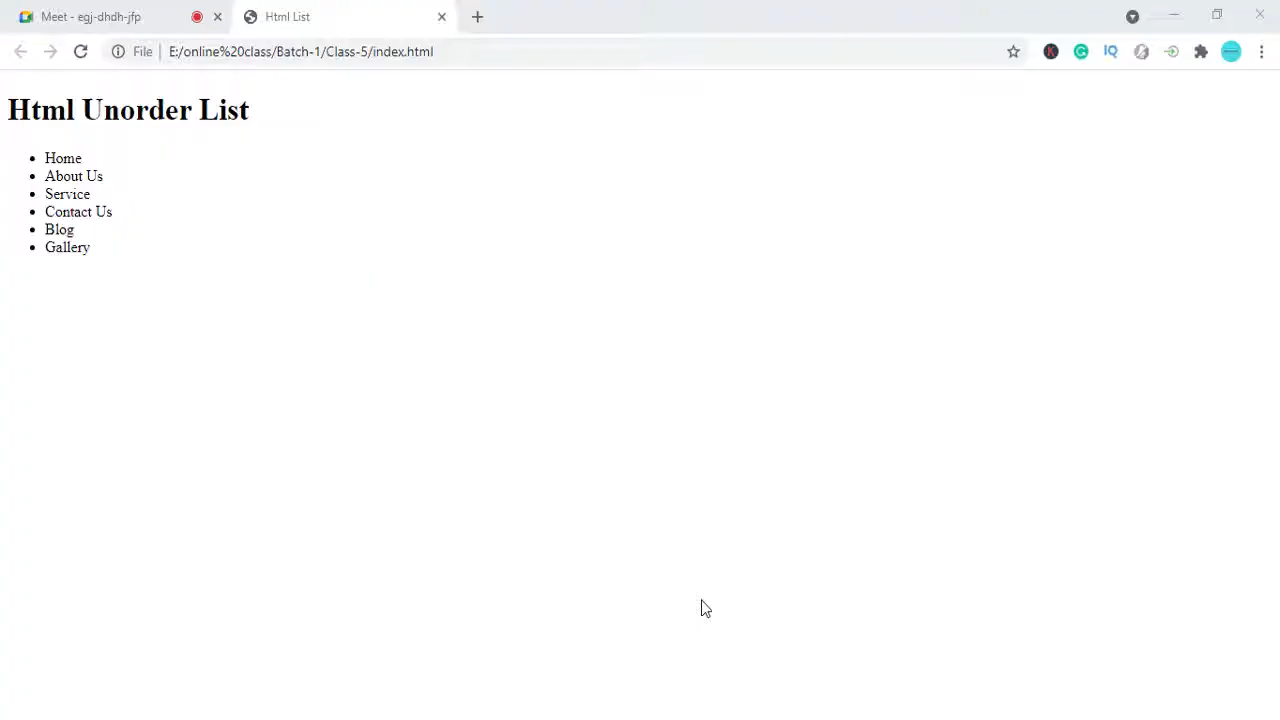 Meet - egj-dhdh-jfp
Html List
File
E:/online%20class/Batch-1/Class-5/index.html
IQ
Html Unorder List
Home
About Us
Service
Contact Us
Blog
Gallery